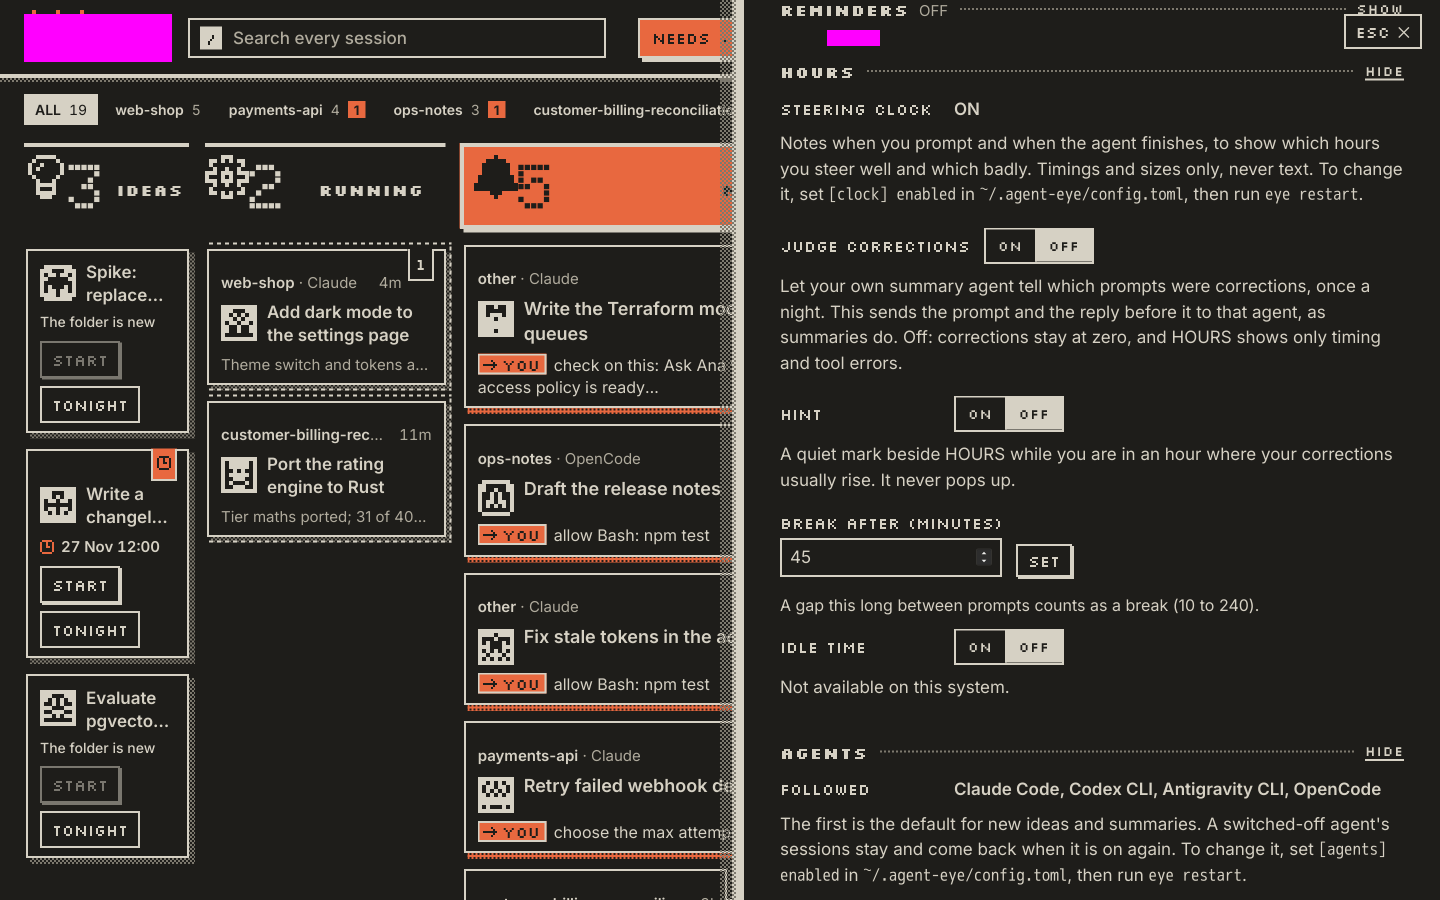 / Search every session
NEEDS
ALL 19 web-shop 5 payments-api 4 1 ops-notes 3 1 customer-billing-reconciliati
3 IDEAS
2 RUNNING
5
Spike:
replace...
The folder is new
START
TONIGHT
Write a
changel...
27 Nov 12:00
START
TONIGHT
Evaluate
pgvecto...
The folder is new
START
TONIGHT
1
web-shop · Claude 4m
Add dark mode to
the settings page
Theme switch and tokens a...
customer-billing-rec... 11m
Port the rating
engine to Rust
Tier maths ported; 31 of 40...
other · Claude
Write the Terraform mo
queues
→ YOU check on this: Ask Ana
access policy is ready...
ops-notes · OpenCode
Draft the release notes
→ YOU allow Bash: npm test
other · Claude
Fix stale tokens in the a
→ YOU allow Bash: npm test
payments-api · Claude
Retry failed webhook d
→ YOU choose the max attemp
REMINDERS OFF SHOW
ESC ×
HOURS HIDE
STEERING CLOCK ON
Notes when you prompt and when the agent finishes, to show which hours
you steer well and which badly. Timings and sizes only, never text. To change
it, set [clock] enabled in ~/.agent-eye/config.toml, then run eye restart.
JUDGE CORRECTIONS ON OFF
Let your own summary agent tell which prompts were corrections, once a
night. This sends the prompt and the reply before it to that agent, as
summaries do. Off: corrections stay at zero, and HOURS shows only timing
and tool errors.
HINT ON OFF
A quiet mark beside HOURS while you are in an hour where your corrections
usually rise. It never pops up.
BREAK AFTER (MINUTES)
45 SET
A gap this long between prompts counts as a break (10 to 240).
IDLE TIME ON OFF
Not available on this system.
AGENTS HIDE
FOLLOWED Claude Code, Codex CLI, Antigravity CLI, OpenCode
The first is the default for new ideas and summaries. A switched-off agent's
sessions stay and come back when it is on again. To change it, set [agents]
enabled in ~/.agent-eye/config.toml, then run eye restart.